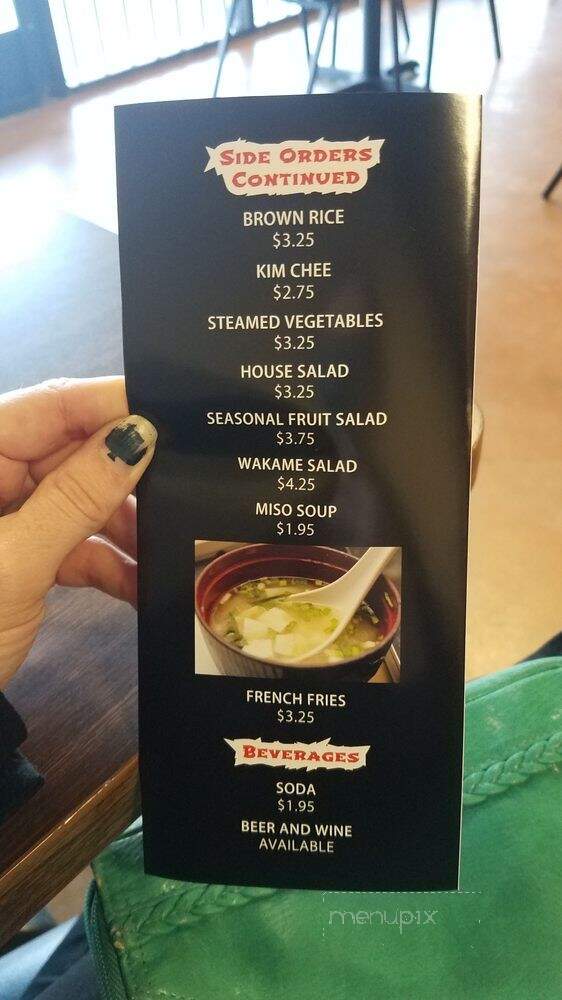 SIDE ORDERS
CONTINUED
BROWN RICE
$3.25
KIM CHEE
$2.75
STEAMED VEGETABLES
$3.25
HOUSE SALAD
$3.25
SEASONAL FRUIT SALAD
$3.75
WAKAME SALAD
$4.25
MISO SOUP
$1.95
FRENCH FRIES
$3.25
BEVERAGES
SODA
$1.95
BEER AND WINE
AVAILABLE
menupix